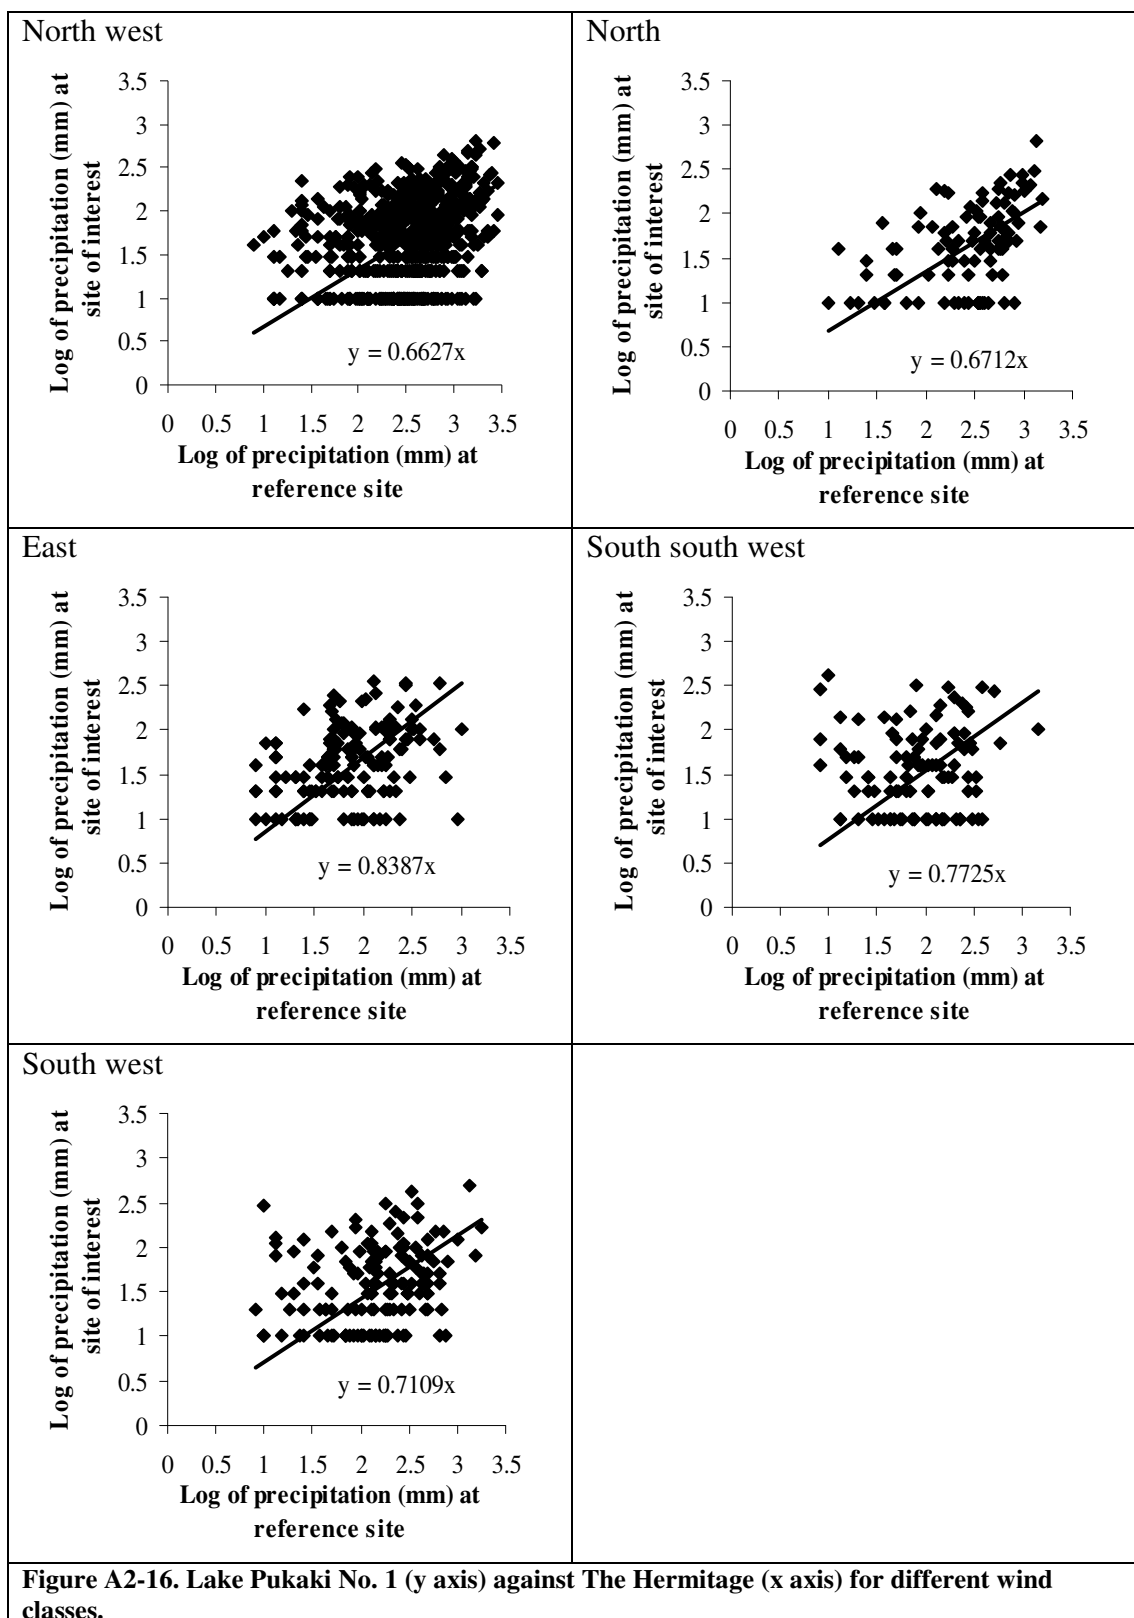 North west
Log of precipitation (mm) at
site of interest
3.5
3
2.5
2
1.5
1
0.5
0
y = 0.6627x
0 0.5 1 1.5 2 2.5 3 3.5
Log of precipitation (mm) at
reference site
North
Log of precipitation (mm) at
site of interest
3.5
3
2.5
2
1.5
1
0.5
0
y = 0.6712x
0 0.5 1 1.5 2 2.5 3 3.5
Log of precipitation (mm) at
reference site
East
Log of precipitation (mm) at
site of interest
3.5
3
2.5
2
1.5
1
0.5
0
y = 0.8387x
0 0.5 1 1.5 2 2.5 3 3.5
Log of precipitation (mm) at
reference site
South south west
Log of precipitation (mm) at
site of interest
3.5
3
2.5
2
1.5
1
0.5
0
y = 0.7725x
0 0.5 1 1.5 2 2.5 3 3.5
Log of precipitation (mm) at
reference site
South west
Log of precipitation (mm) at
site of interest
3.5
3
2.5
2
1.5
1
0.5
0
y = 0.7109x
0 0.5 1 1.5 2 2.5 3 3.5
Log of precipitation (mm) at
reference site
Figure A2-16. Lake Pukaki No. 1 (y axis) against The Hermitage (x axis) for different wind
classes.